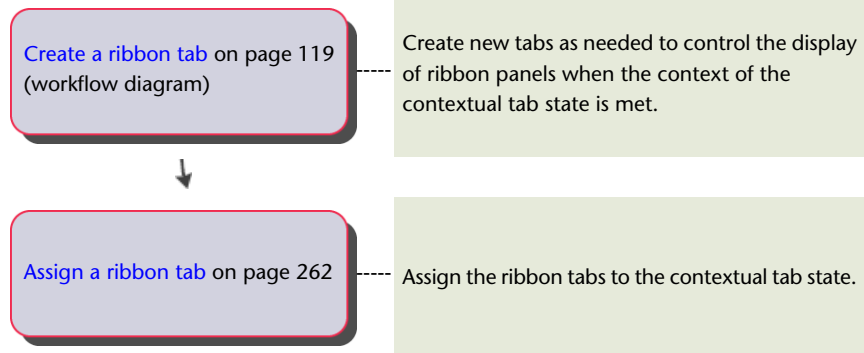 Create a ribbon tab on page 119
(workflow diagram)
Create new tabs as needed to control the display
of ribbon panels when the context of the
contextual tab state is met.
Assign a ribbon tab on page 262
Assign the ribbon tabs to the contextual tab state.